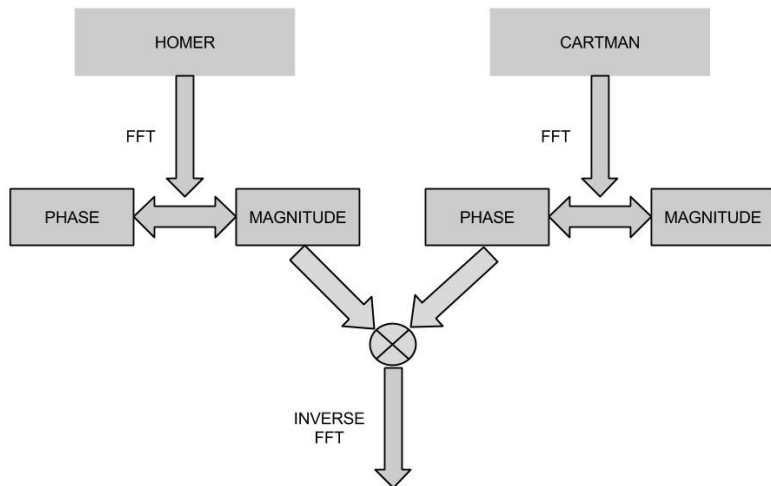 HOMER
CARTMAN
FFT
FFT
PHASE
MAGNITUDE
PHASE
MAGNITUDE
INVERSE
FFT